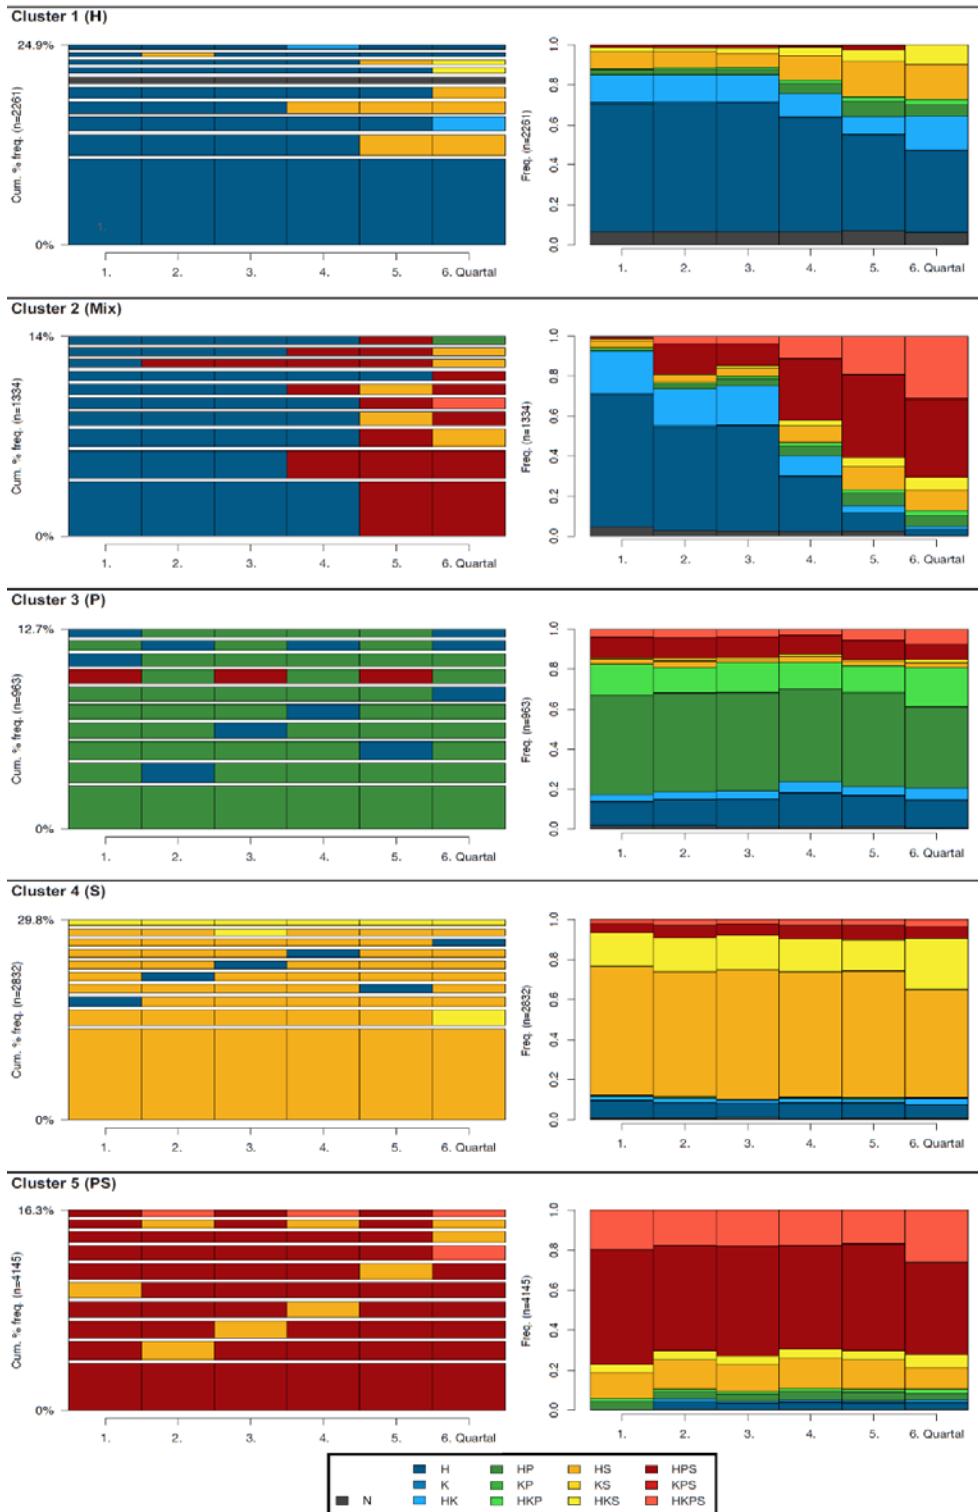 Cluster 1 (H)
24.9%
0%
Cum. % freq. (n=2261)
1.
1. 2. 3. 4. 5. 6. Quartal
Freq. (n=2261)
0.0 0.2 0.4 0.6 0.8 1.0
1. 2. 3. 4. 5. 6. Quartal
Cluster 2 (Mix)
14%
0%
Cum. % freq. (n=1334)
1. 2. 3. 4. 5. 6. Quartal
Freq. (n=1334)
0.0 0.2 0.4 0.6 0.8 1.0
1. 2. 3. 4. 5. 6. Quartal
Cluster 3 (P)
12.7%
0%
Cum. % freq. (n=963)
1. 2. 3. 4. 5. 6. Quartal
Freq. (n=963)
0.0 0.2 0.4 0.6 0.8 1.0
1. 2. 3. 4. 5. 6. Quartal
Cluster 4 (S)
29.8%
0%
Cum. % freq. (n=2832)
1. 2. 3. 4. 5. 6. Quartal
Freq. (n=2832)
0.0 0.2 0.4 0.6 0.8 1.0
1. 2. 3. 4. 5. 6. Quartal
Cluster 5 (PS)
16.3%
0%
Cum. % freq. (n=4145)
1. 2. 3. 4. 5. 6. Quartal
Freq. (n=4145)
0.0 0.2 0.4 0.6 0.8 1.0
1. 2. 3. 4. 5. 6. Quartal
H HP HS HPS
K KP KS KPS
N HK HKP HKS HKPS